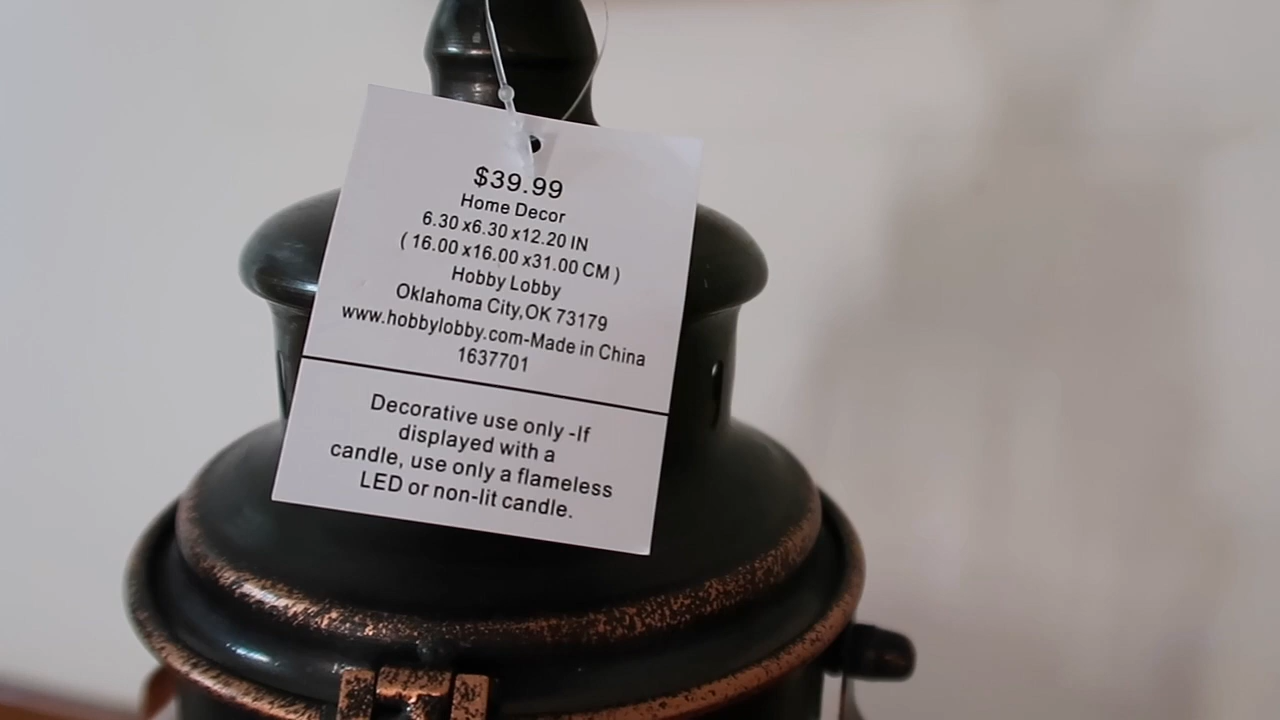 $39.99
Home Decor
6.30 x6.30 x12.20 IN
( 16.00 x16.00 x31.00 CM )
Hobby Lobby
Oklahoma City,OK 73179
www.hobbylobby.com-Made in China
1637701
Decorative use only -If
displayed with a
candle, use only a flameless
LED or non-lit candle.